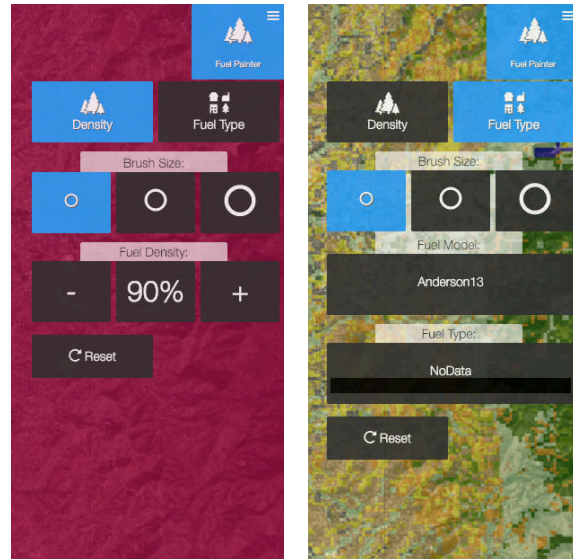 Fuel Painter
Density
Fuel Type
Brush Size:
Fuel Density:
-
90%
+
Reset
Fuel Painter
Density
Fuel Type
Brush Size:
Fuel Model:
Anderson13
Fuel Type:
NoData
Reset